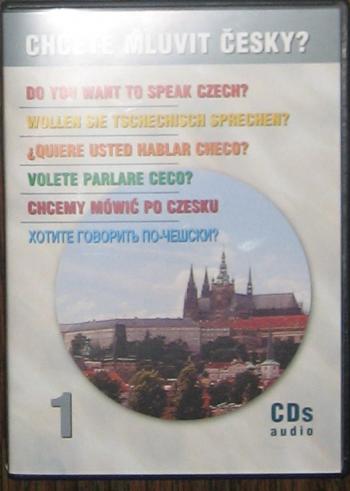 CHCETE MLUVIT ČESKY?
DO YOU WANT TO SPEAK CZECH?
WOLLEN SIE TSCHECHISCH SPRECHEN?
¿QUIERE USTED HABLAR CHECO?
VOLETE PARLARE CECO?
CHCEMY MÓWIĆ PO CZESKU
ХОТИТЕ ГОВОРИТЬ ПО-ЧЕШСКИ?
1
CDs
audio